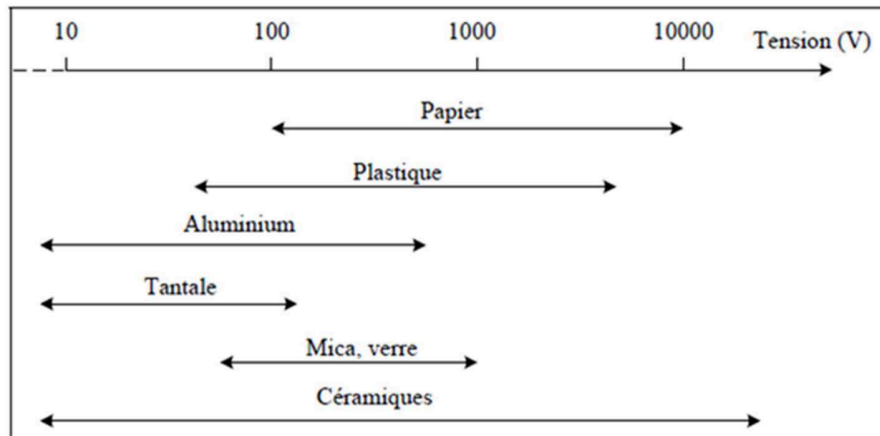 10 100 1000 10000 Tension (V)
Papier
Plastique
Aluminium
Tantale
Mica, verre
Céramiques